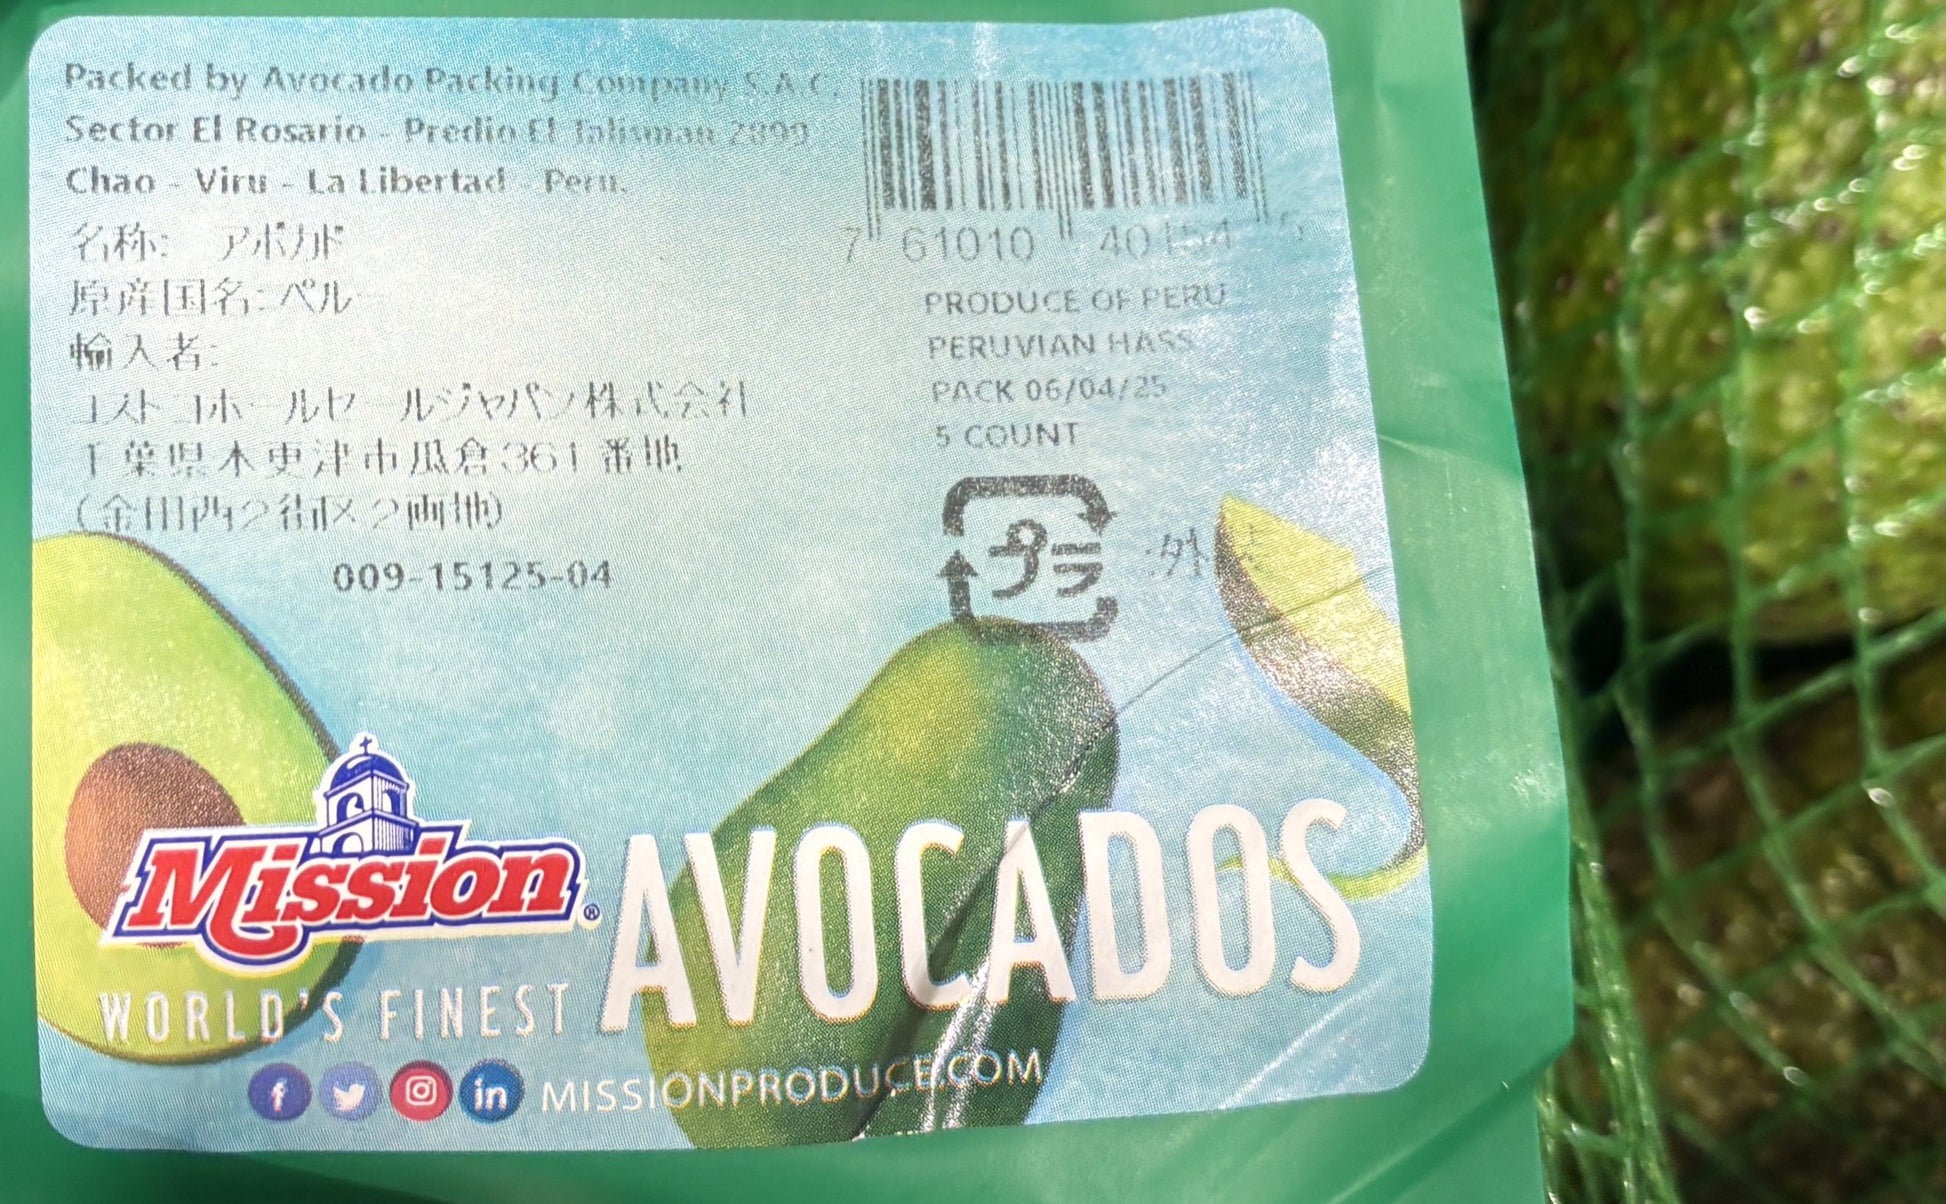 Packed by Avocado Packing Company S.A.C.
Sector El Rosario - Predio El Talisman 2899
Chao - Viru - La Libertad - Peru.
名称: アボカド
原産国名:ペルー
輸入者:
コストコホールセールジャパン株式会社
千葉県木更津市瓜倉361番地
(金田西2街区2画地)
009-15125-04
7 61010 40154 5
PRODUCE OF PERU
PERUVIAN HASS
PACK 06/04/25
5 COUNT
プラ
:外
Mission®
WORLD'S FINEST
AVOCADOS
MISSIONPRODUCE.COM